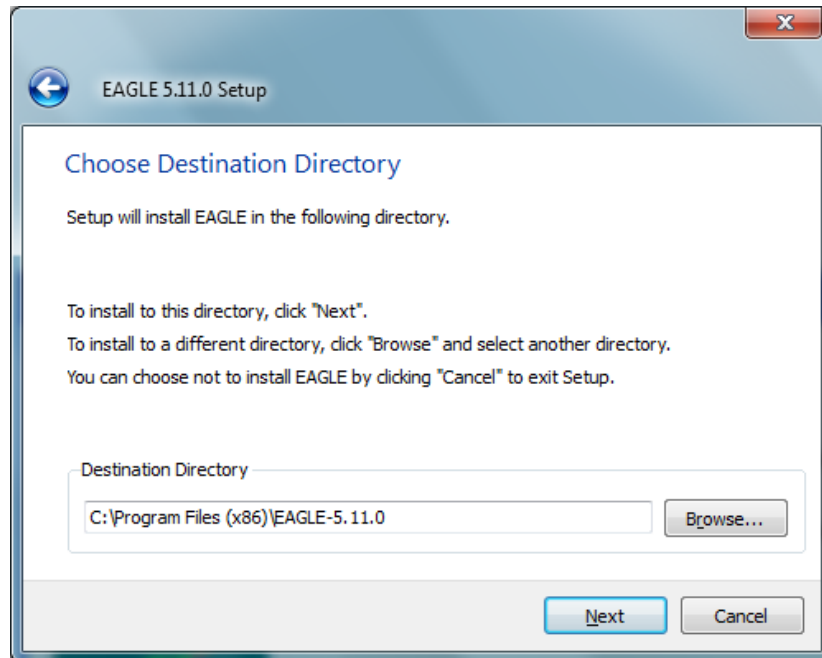 EAGLE 5.11.0 Setup
Choose Destination Directory
Setup will install EAGLE in the following directory.
To install to this directory, click "Next".
To install to a different directory, click "Browse" and select another directory.
You can choose not to install EAGLE by clicking "Cancel" to exit Setup.
Destination Directory
C:\Program Files (x86)\EAGLE-5.11.0
Browse...
Next
Cancel